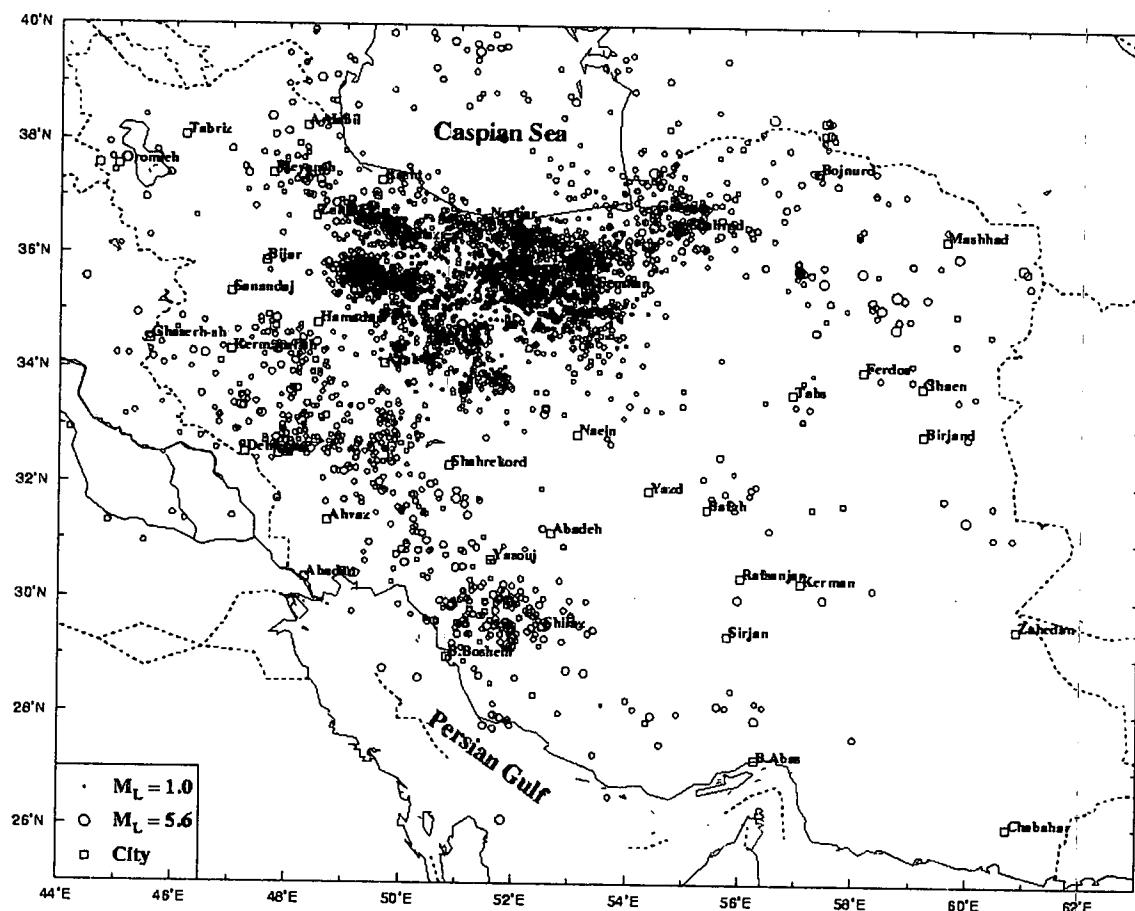 40°N
38°N
36°N
34°N
32°N
30°N
28°N
26°N
Caspian Sea
Tabriz
Bojnurd
Mashhad
Bijar
Sanandaj
Ferdos
Ghaen
Tabs
Birjand
Naein
Shahrekord
Yazd
Bafgh
Ahvaz
Abadeh
Yasouj
Abadan
Rafsanjan
Kerman
Shiraz
Sirjan
Zahedan
B.Boshehr
Persian Gulf
B.Abas
Chabahar
M_L = 1.0
M_L = 5.6
City
44°E 46°E 48°E 50°E 52°E 54°E 56°E 58°E 60°E 62°E